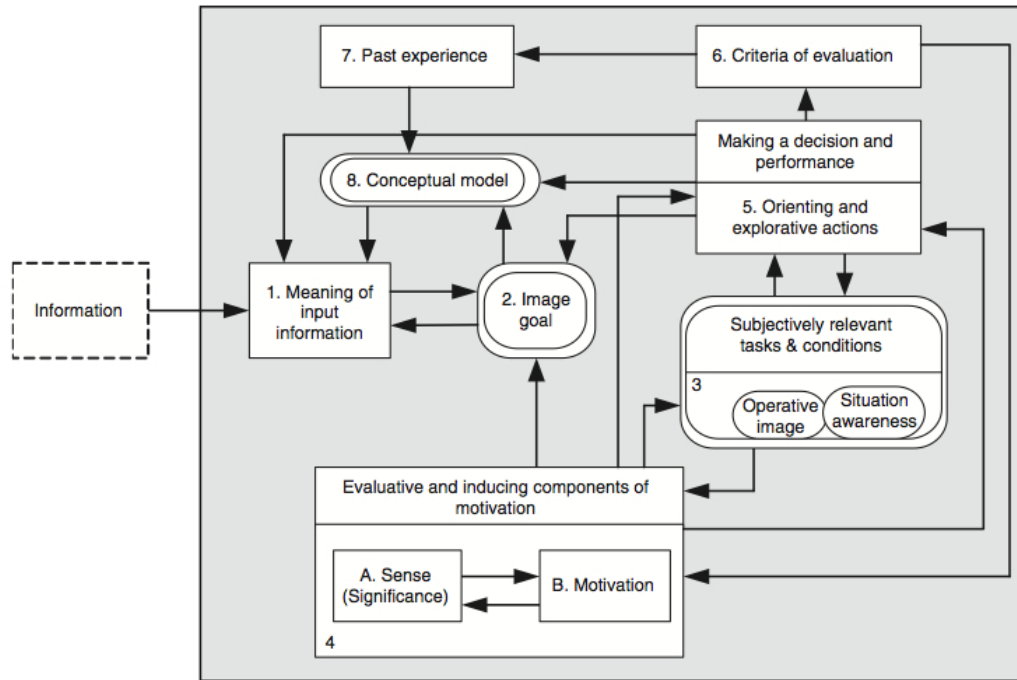 7. Past experience
6. Criteria of evaluation
Making a decision and
performance
8. Conceptual model
5. Orienting and
explorative actions
Information
1. Meaning of
input
information
2. Image
goal
Subjectively relevant
tasks & conditions
3
Operative
image
Situation
awareness
Evaluative and inducing components of
motivation
A. Sense
(Significance)
B. Motivation
4